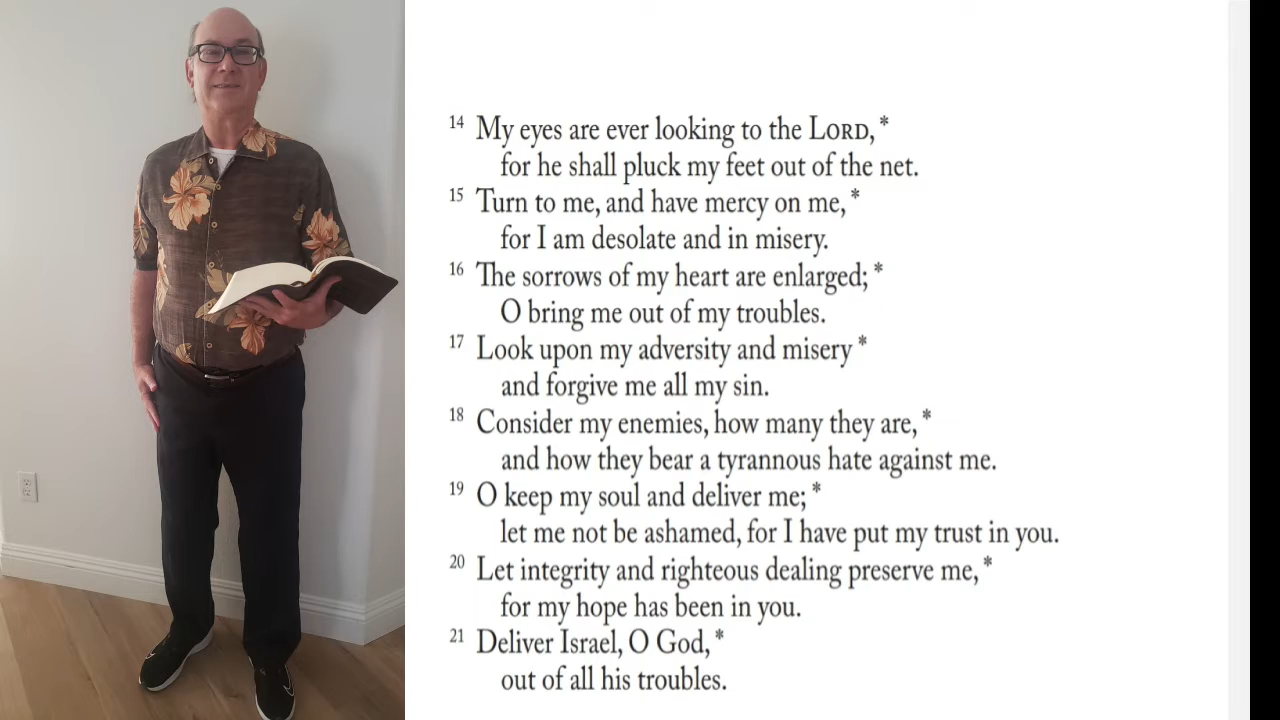 14 My eyes are ever looking to the LORD, *
for he shall pluck my feet out of the net.
15 Turn to me, and have mercy on me, *
for I am desolate and in misery.
16 The sorrows of my heart are enlarged; *
O bring me out of my troubles.
17 Look upon my adversity and misery *
and forgive me all my sin.
18 Consider my enemies, how many they are, *
and how they bear a tyrannous hate against me.
19 O keep my soul and deliver me; *
let me not be ashamed, for I have put my trust in you.
20 Let integrity and righteous dealing preserve me, *
for my hope has been in you.
21 Deliver Israel, O God, *
out of all his troubles.